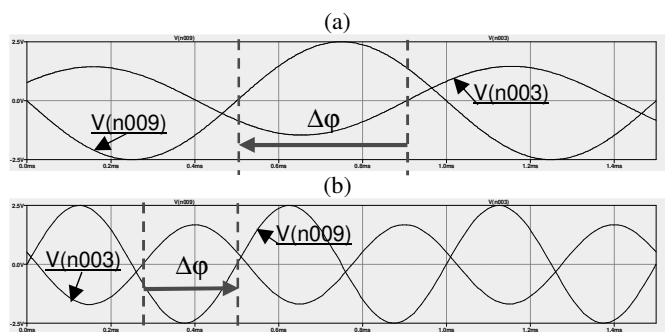 (a)
V(n009) V(n003)
2.5V
0.0V
-2.5V
V(n003)
V(n009)
Δφ
0.0ms 0.2ms 0.4ms 0.6ms 0.8ms 1.0ms 1.2ms 1.4ms
(b)
V(n009) V(n003)
2.5V
0.0V
-2.5V
V(n009)
V(n003)
Δφ
0.0ms 0.2ms 0.4ms 0.6ms 0.8ms 1.0ms 1.2ms 1.4ms